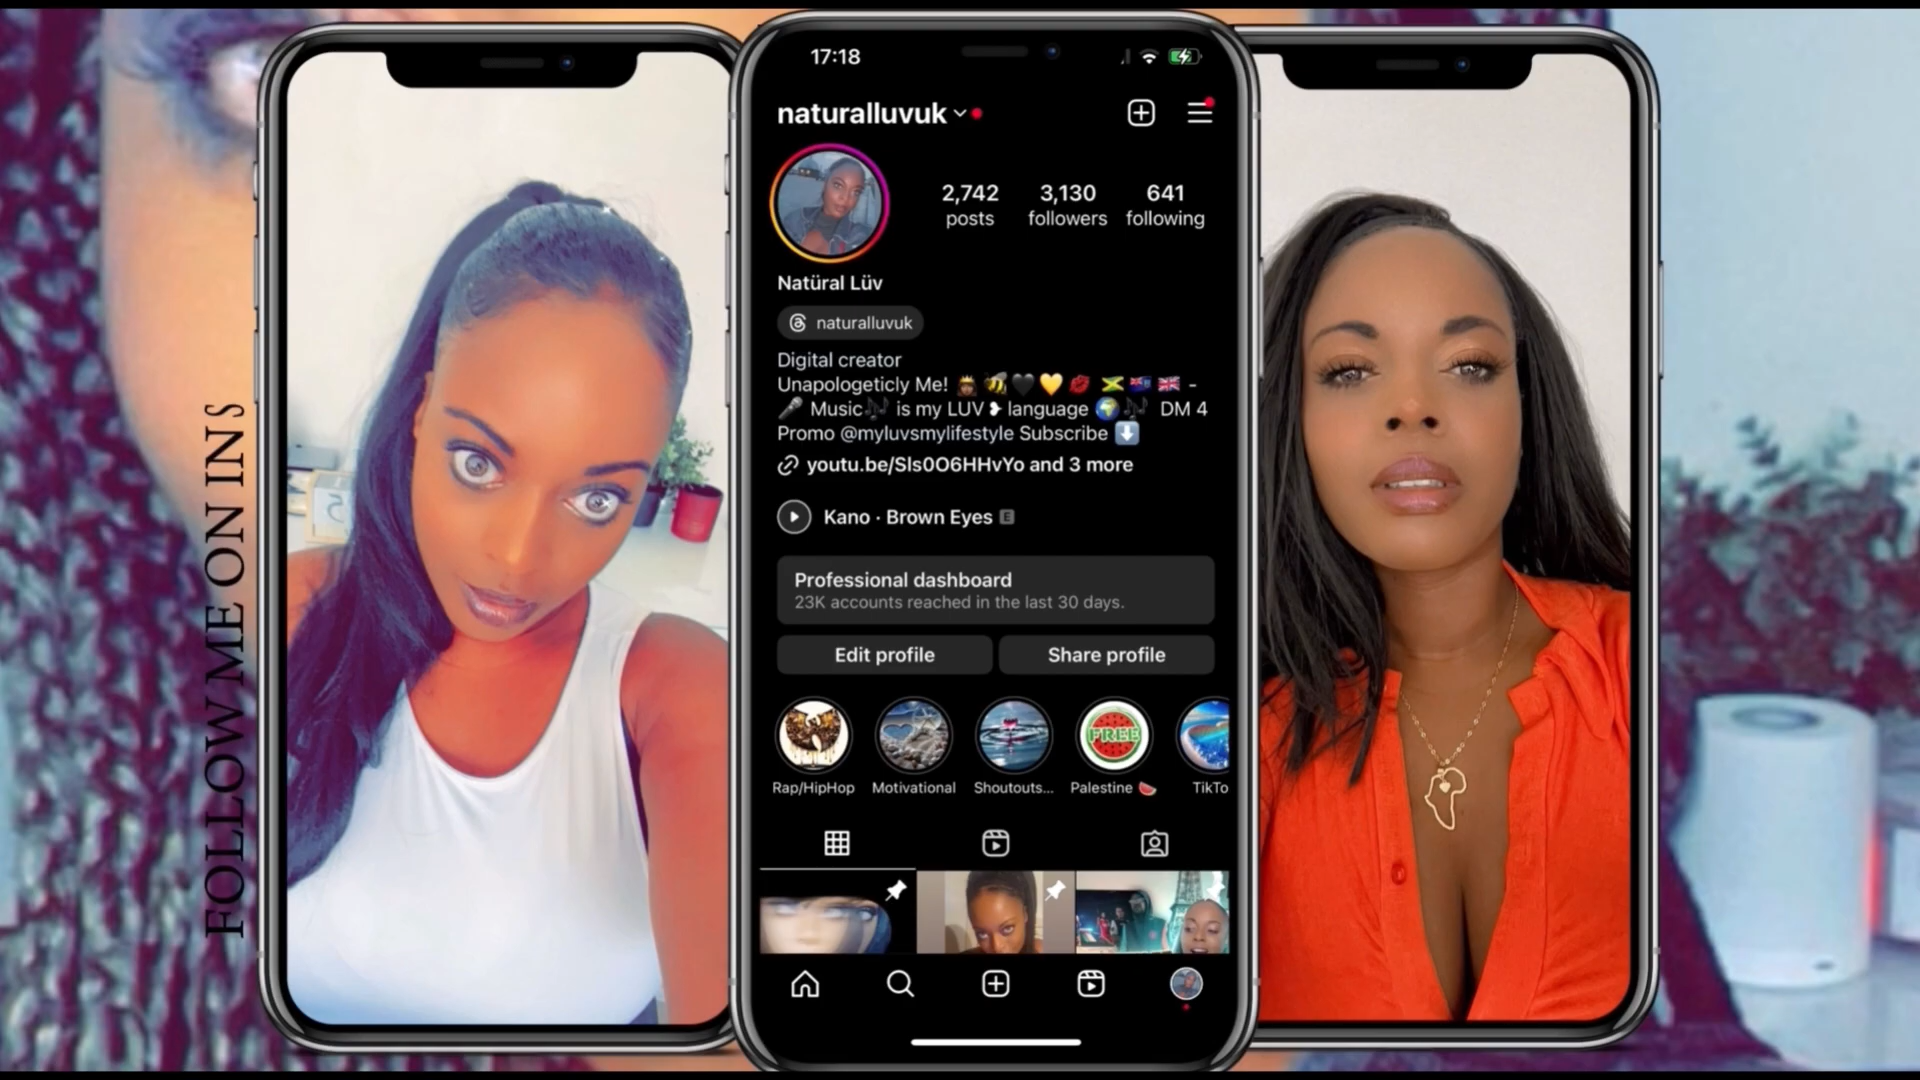 FOLLOW ME ON INS
17:18
naturalluvuk
2,742 3,130 641
posts followers following
Natüral Lüv
naturalluvuk
Digital creator
Unapologeticly Me! 👸🏾🐝🖤💛💋 🇯🇲🇲🇸🇬🇧 -
🎤 Music🎶 is my LUV❥ language 🌍🎶 DM 4
Promo @myluvsmylifestyle Subscribe ⬇️
youtu.be/Sls0O6HHvYo and 3 more
Kano · Brown Eyes E
Professional dashboard
23K accounts reached in the last 30 days.
Edit profile Share profile
FREE
Rap/HipHop Motivational Shoutouts... Palestine 🍉 TikTo